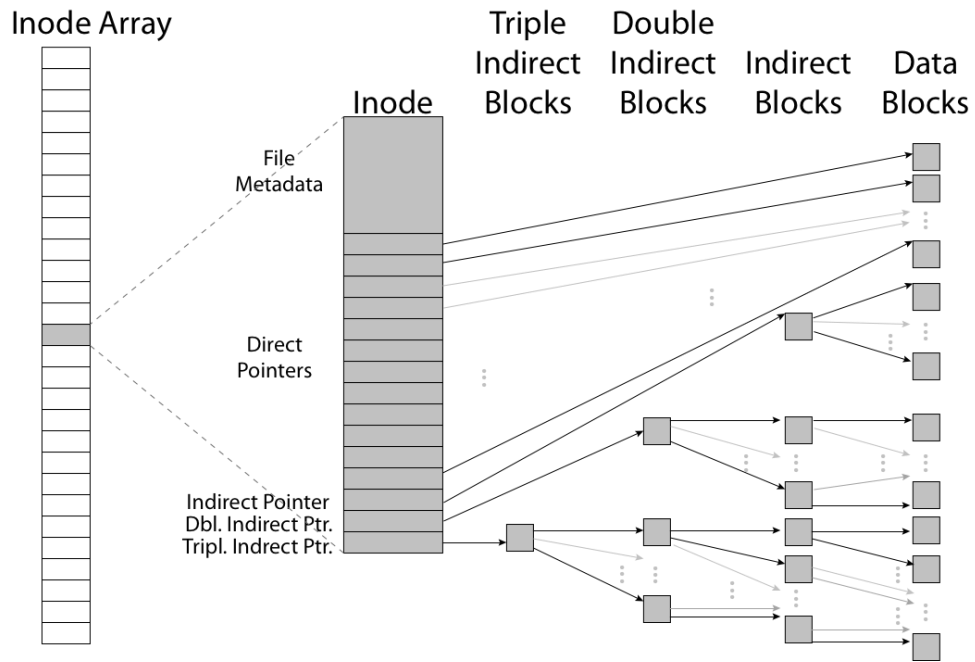 Inode Array
Triple
Indirect
Blocks
Double
Indirect
Blocks
Indirect
Blocks
Data
Blocks
Inode
File
Metadata
Direct
Pointers
Indirect Pointer
Dbl. Indirect Ptr.
Tripl. Indrect Ptr.